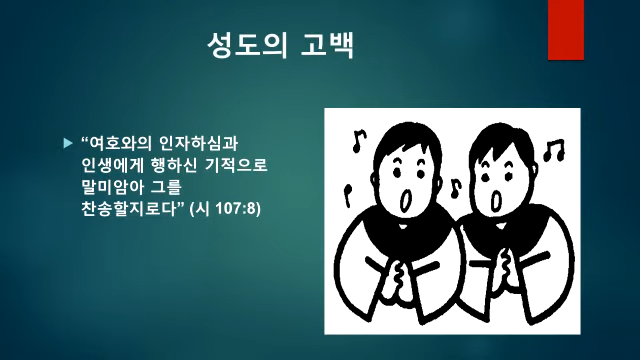 성도의 고백
“여호와의 인자하심과
인생에게 행하신 기적으로
말미암아 그를
찬송할지로다” (시 107:8)